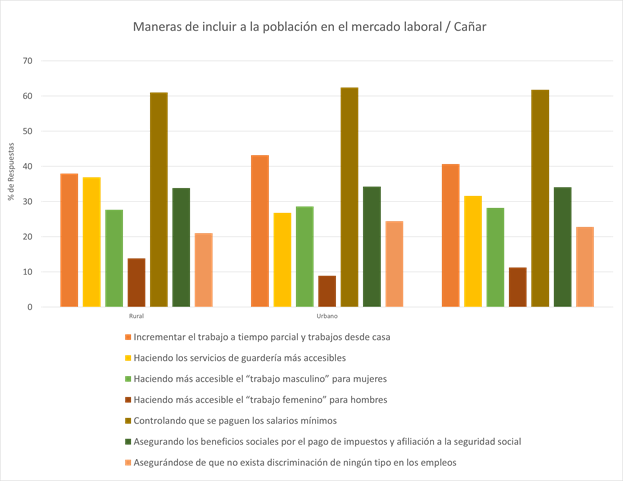 Maneras de incluir a la población en el mercado laboral / Cañar
% de Respuestas
70
60
50
40
30
20
10
0
Rural
Urbano
Incrementar el trabajo a tiempo parcial y trabajos desde casa
Haciendo los servicios de guardería más accesibles
Haciendo más accesible el “trabajo masculino” para mujeres
Haciendo más accesible el “trabajo femenino” para hombres
Controlando que se paguen los salarios mínimos
Asegurando los beneficios sociales por el pago de impuestos y afiliación a la seguridad social
Asegurándose de que no exista discriminación de ningún tipo en los empleos